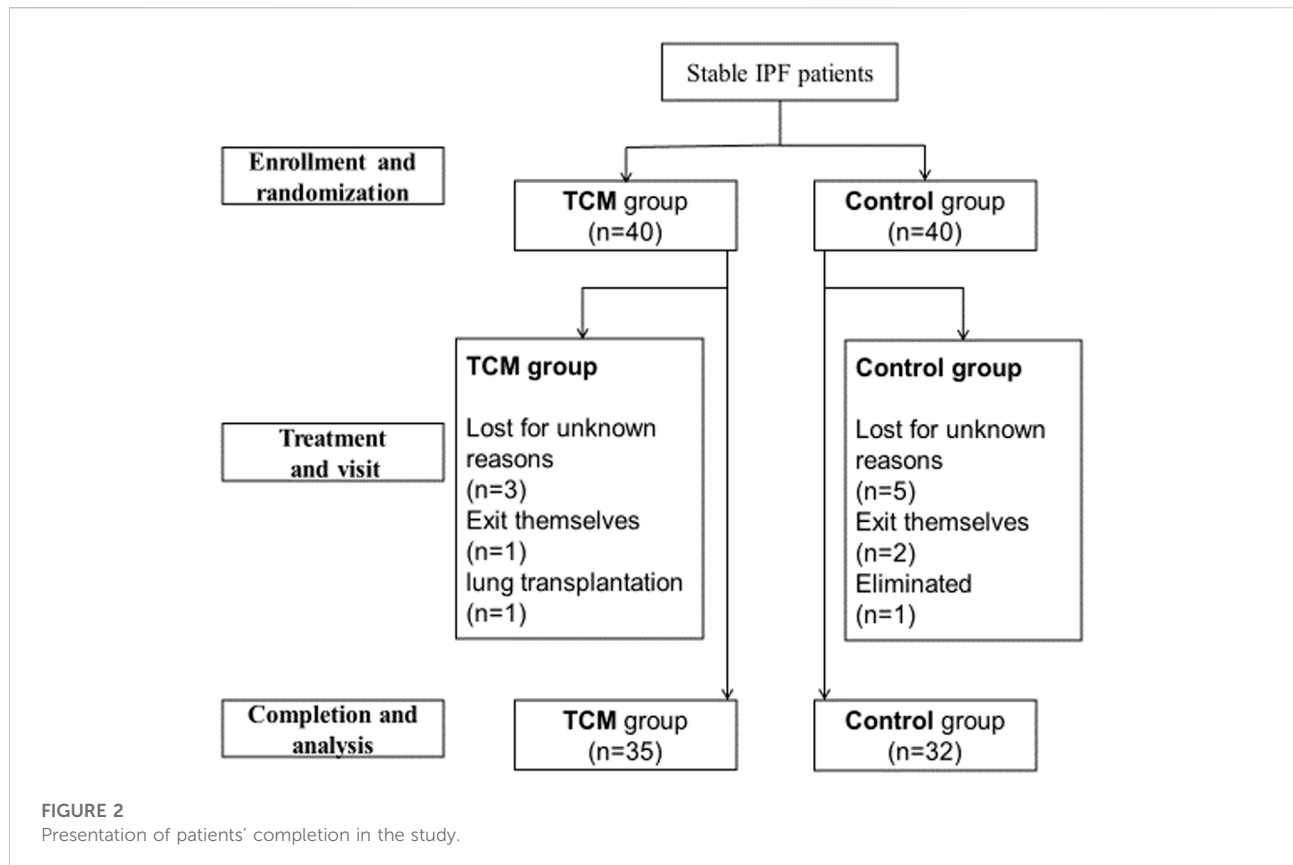 Stable IPF patients
Enrollment and
randomization
TCM group
(n=40)
Control group
(n=40)
Treatment
and visit
TCM group
Lost for unknown
reasons
(n=3)
Exit themselves
(n=1)
lung transplantation
(n=1)
Control group
Lost for unknown
reasons
(n=5)
Exit themselves
(n=2)
Eliminated
(n=1)
Completion and
analysis
TCM group
(n=35)
Control group
(n=32)
FIGURE 2
Presentation of patients' completion in the study.